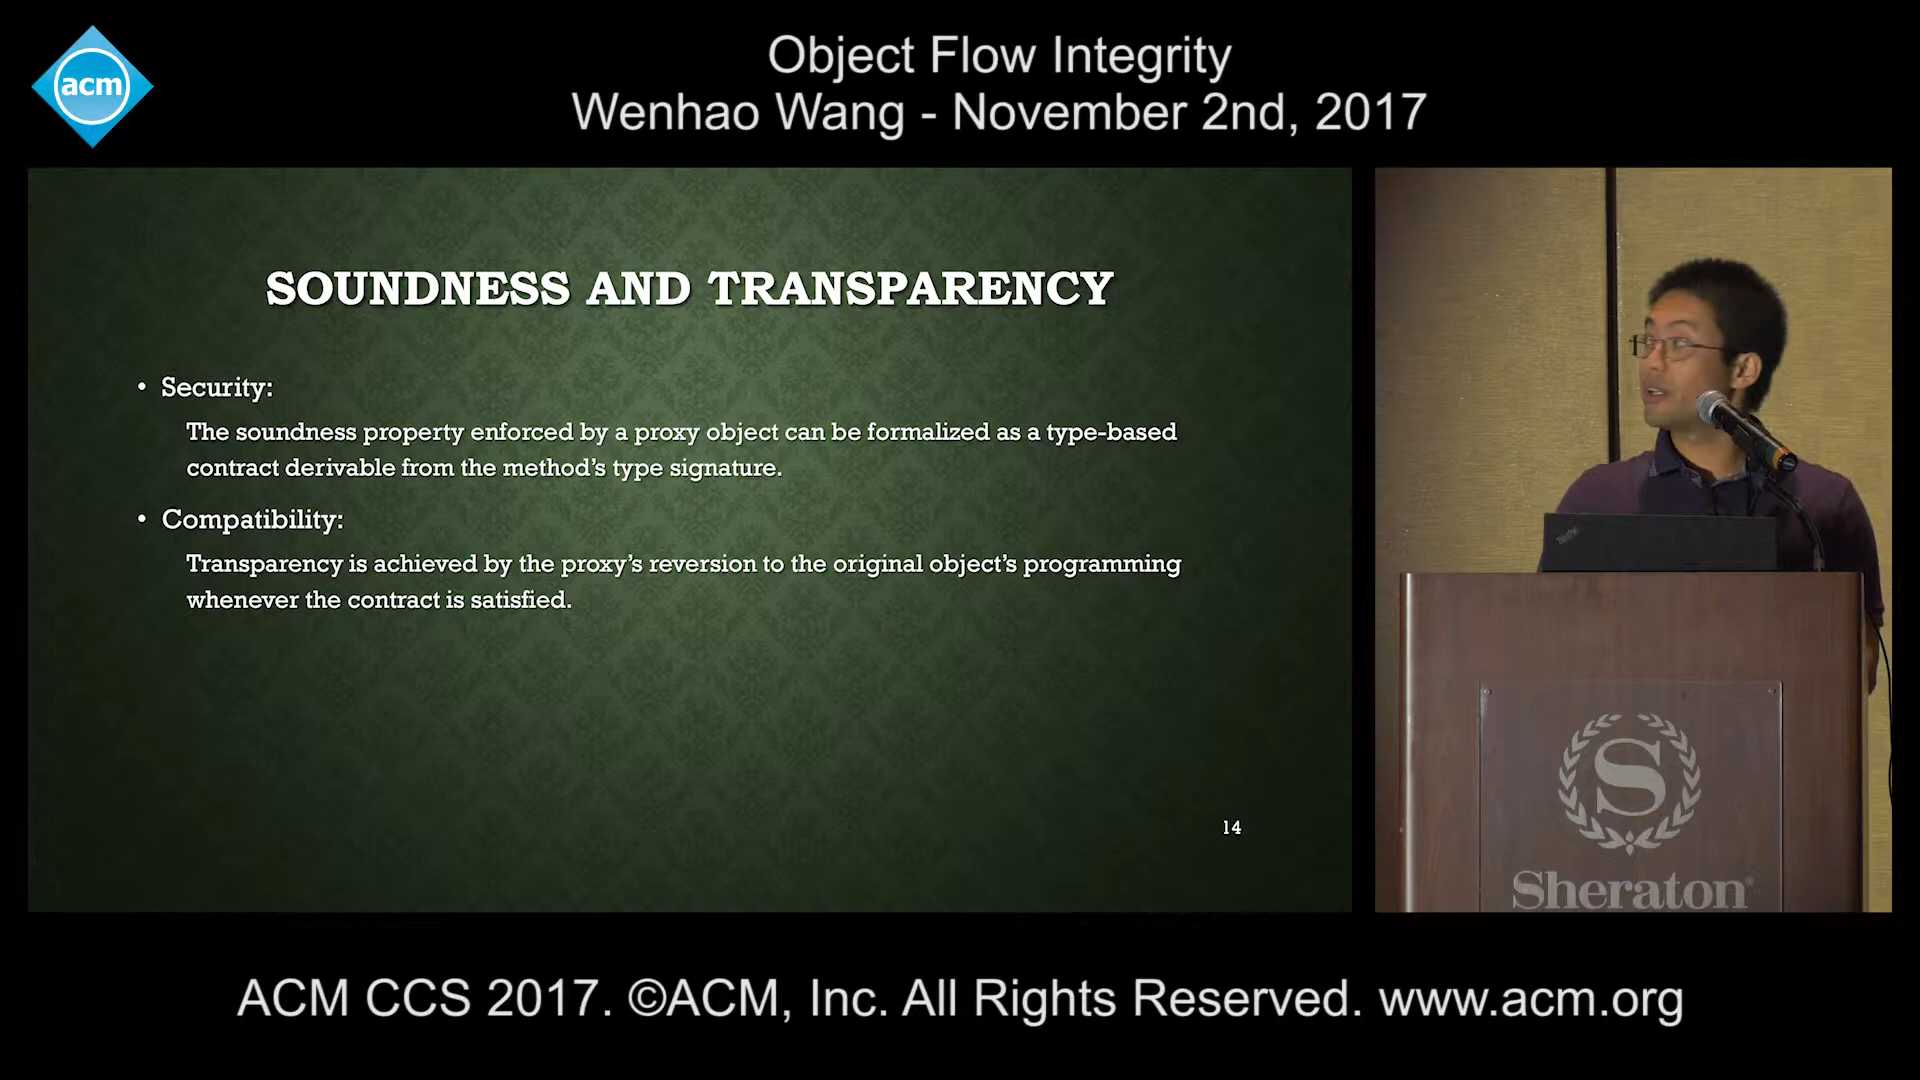 acm
Object Flow Integrity
Wenhao Wang - November 2nd, 2017
SOUNDNESS AND TRANSPARENCY
• Security:
The soundness property enforced by a proxy object can be formalized as a type-based
contract derivable from the method's type signature.
• Compatibility:
Transparency is achieved by the proxy's reversion to the original object's programming
whenever the contract is satisfied.
14
ThinkPad
S
Sheraton®
ACM CCS 2017. ©ACM, Inc. All Rights Reserved. www.acm.org